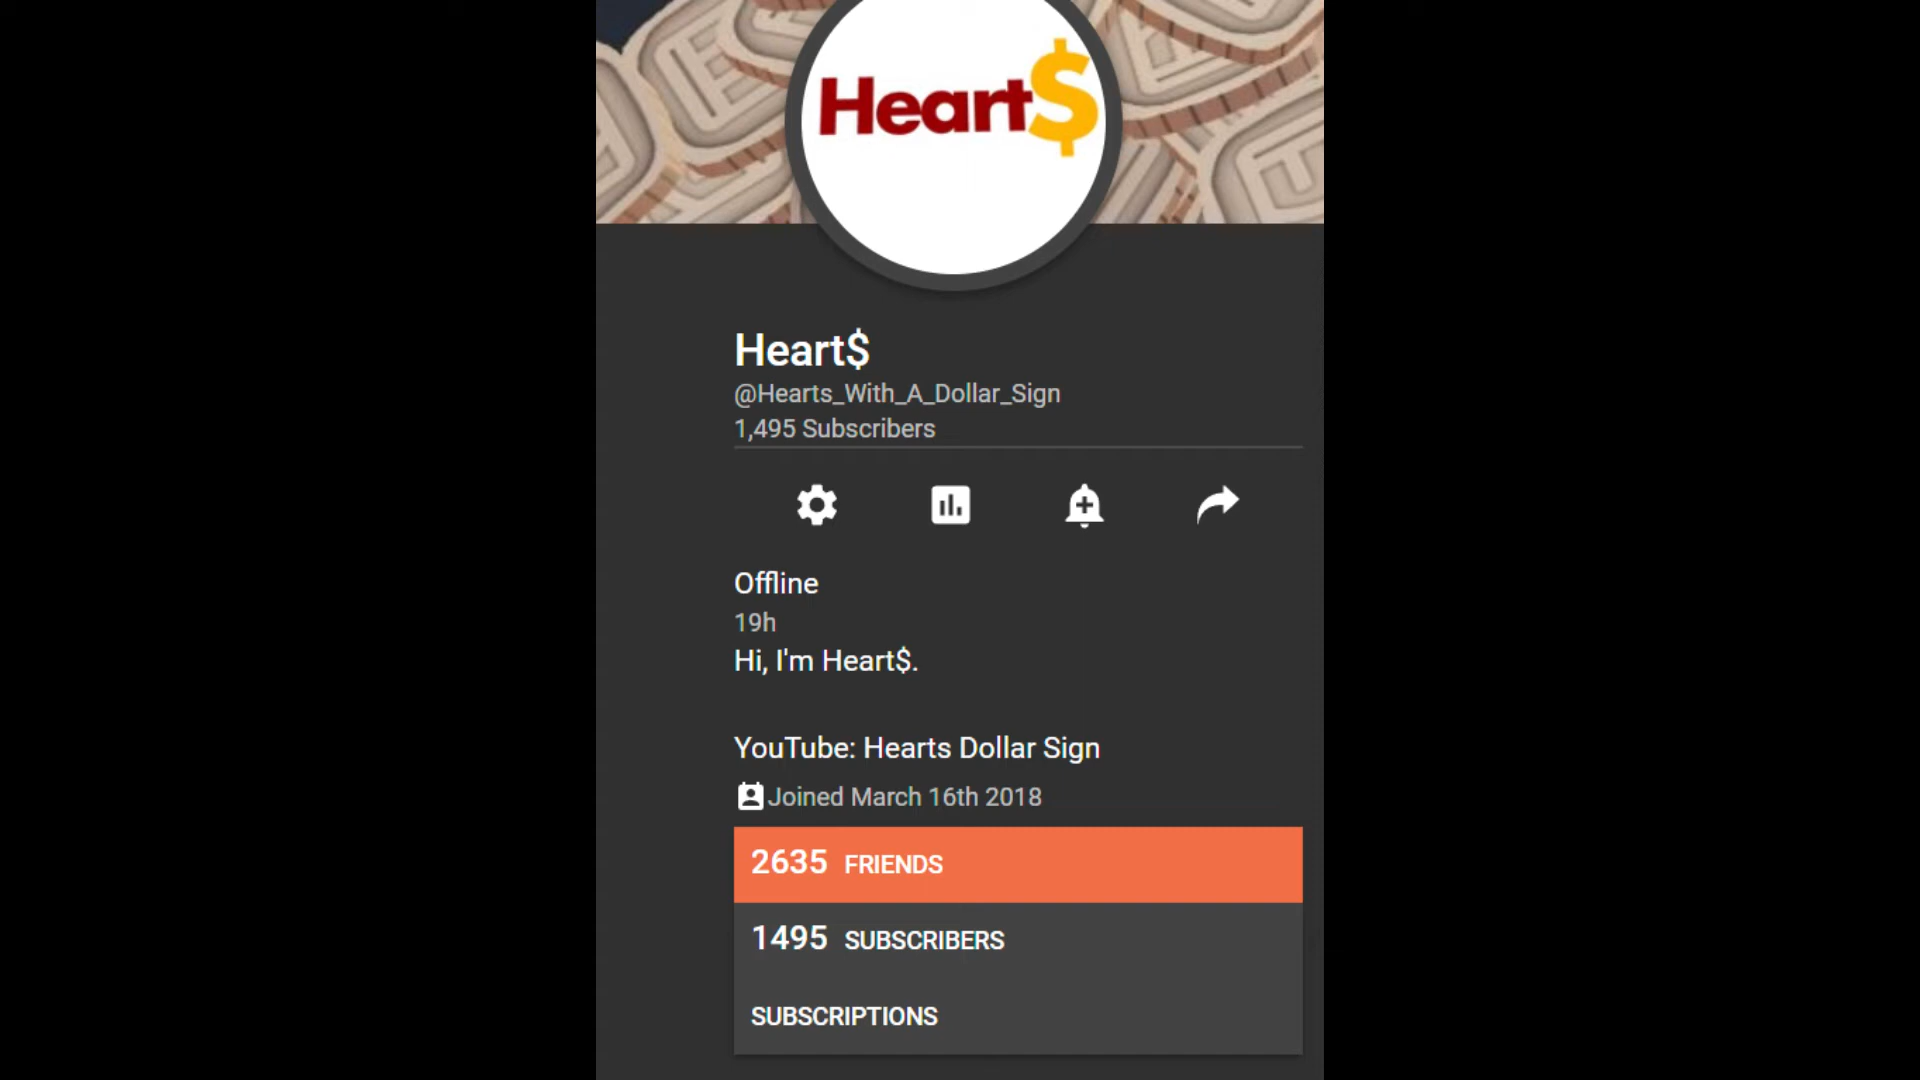 Heart$
Heart$
@Hearts_With_A_Dollar_Sign
1,495 Subscribers
Offline
19h
Hi, I'm Heart$.
YouTube: Hearts Dollar Sign
Joined March 16th 2018
2635 FRIENDS
1495 SUBSCRIBERS
SUBSCRIPTIONS